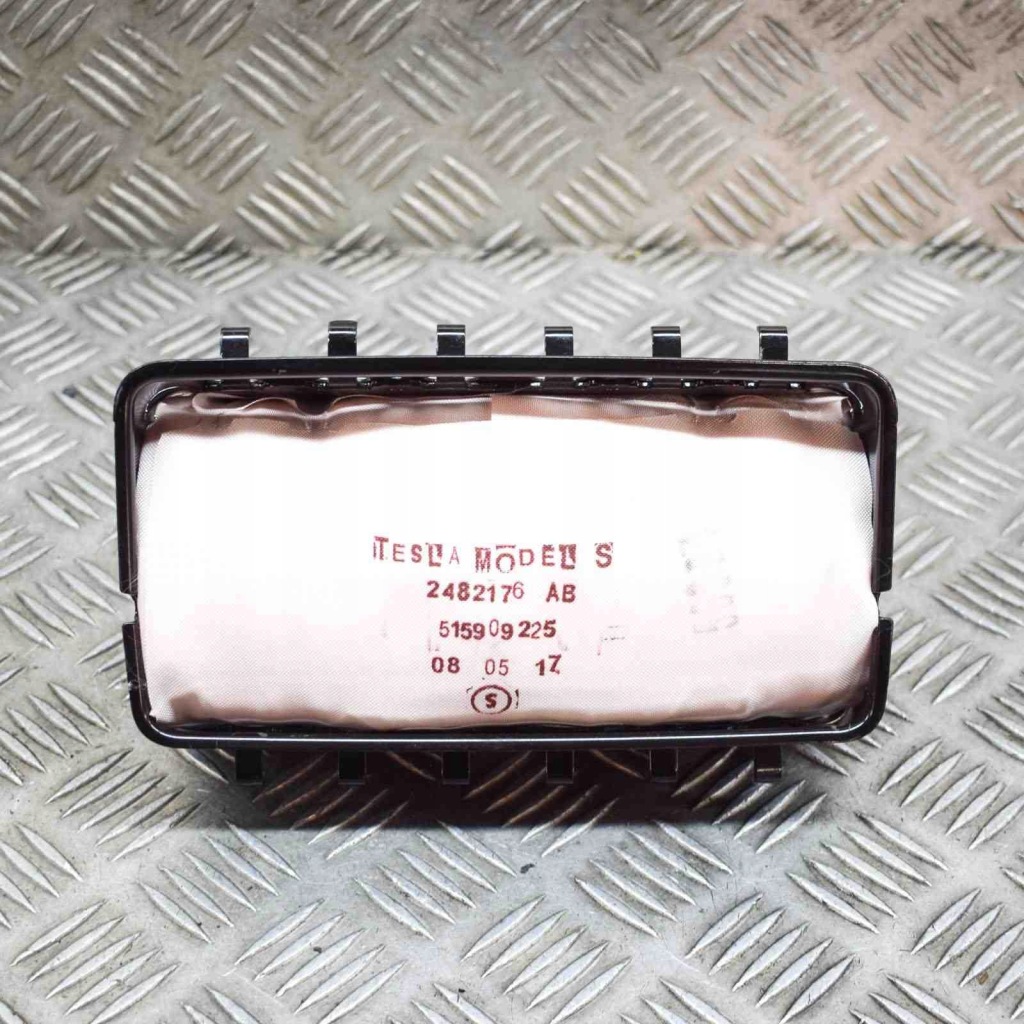 TESLA MODEL S
2482176 AB
515909225
08 05 17
S